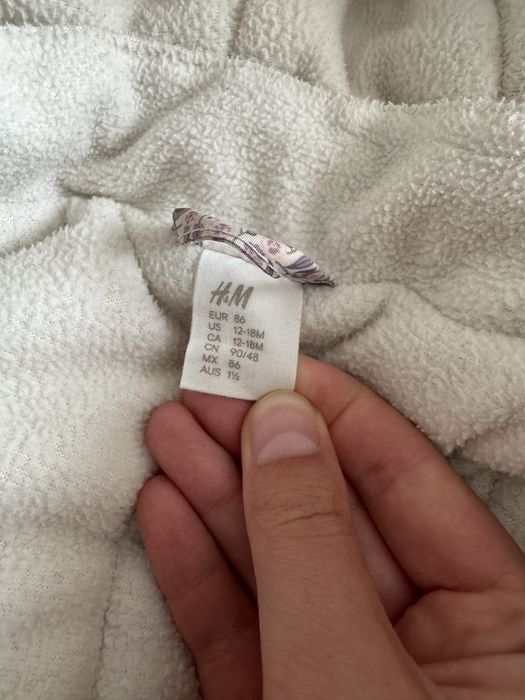 H&M
EUR 86
US 12-18M
CA 12-18M
CN 90/48
MX 86
AUS 1½